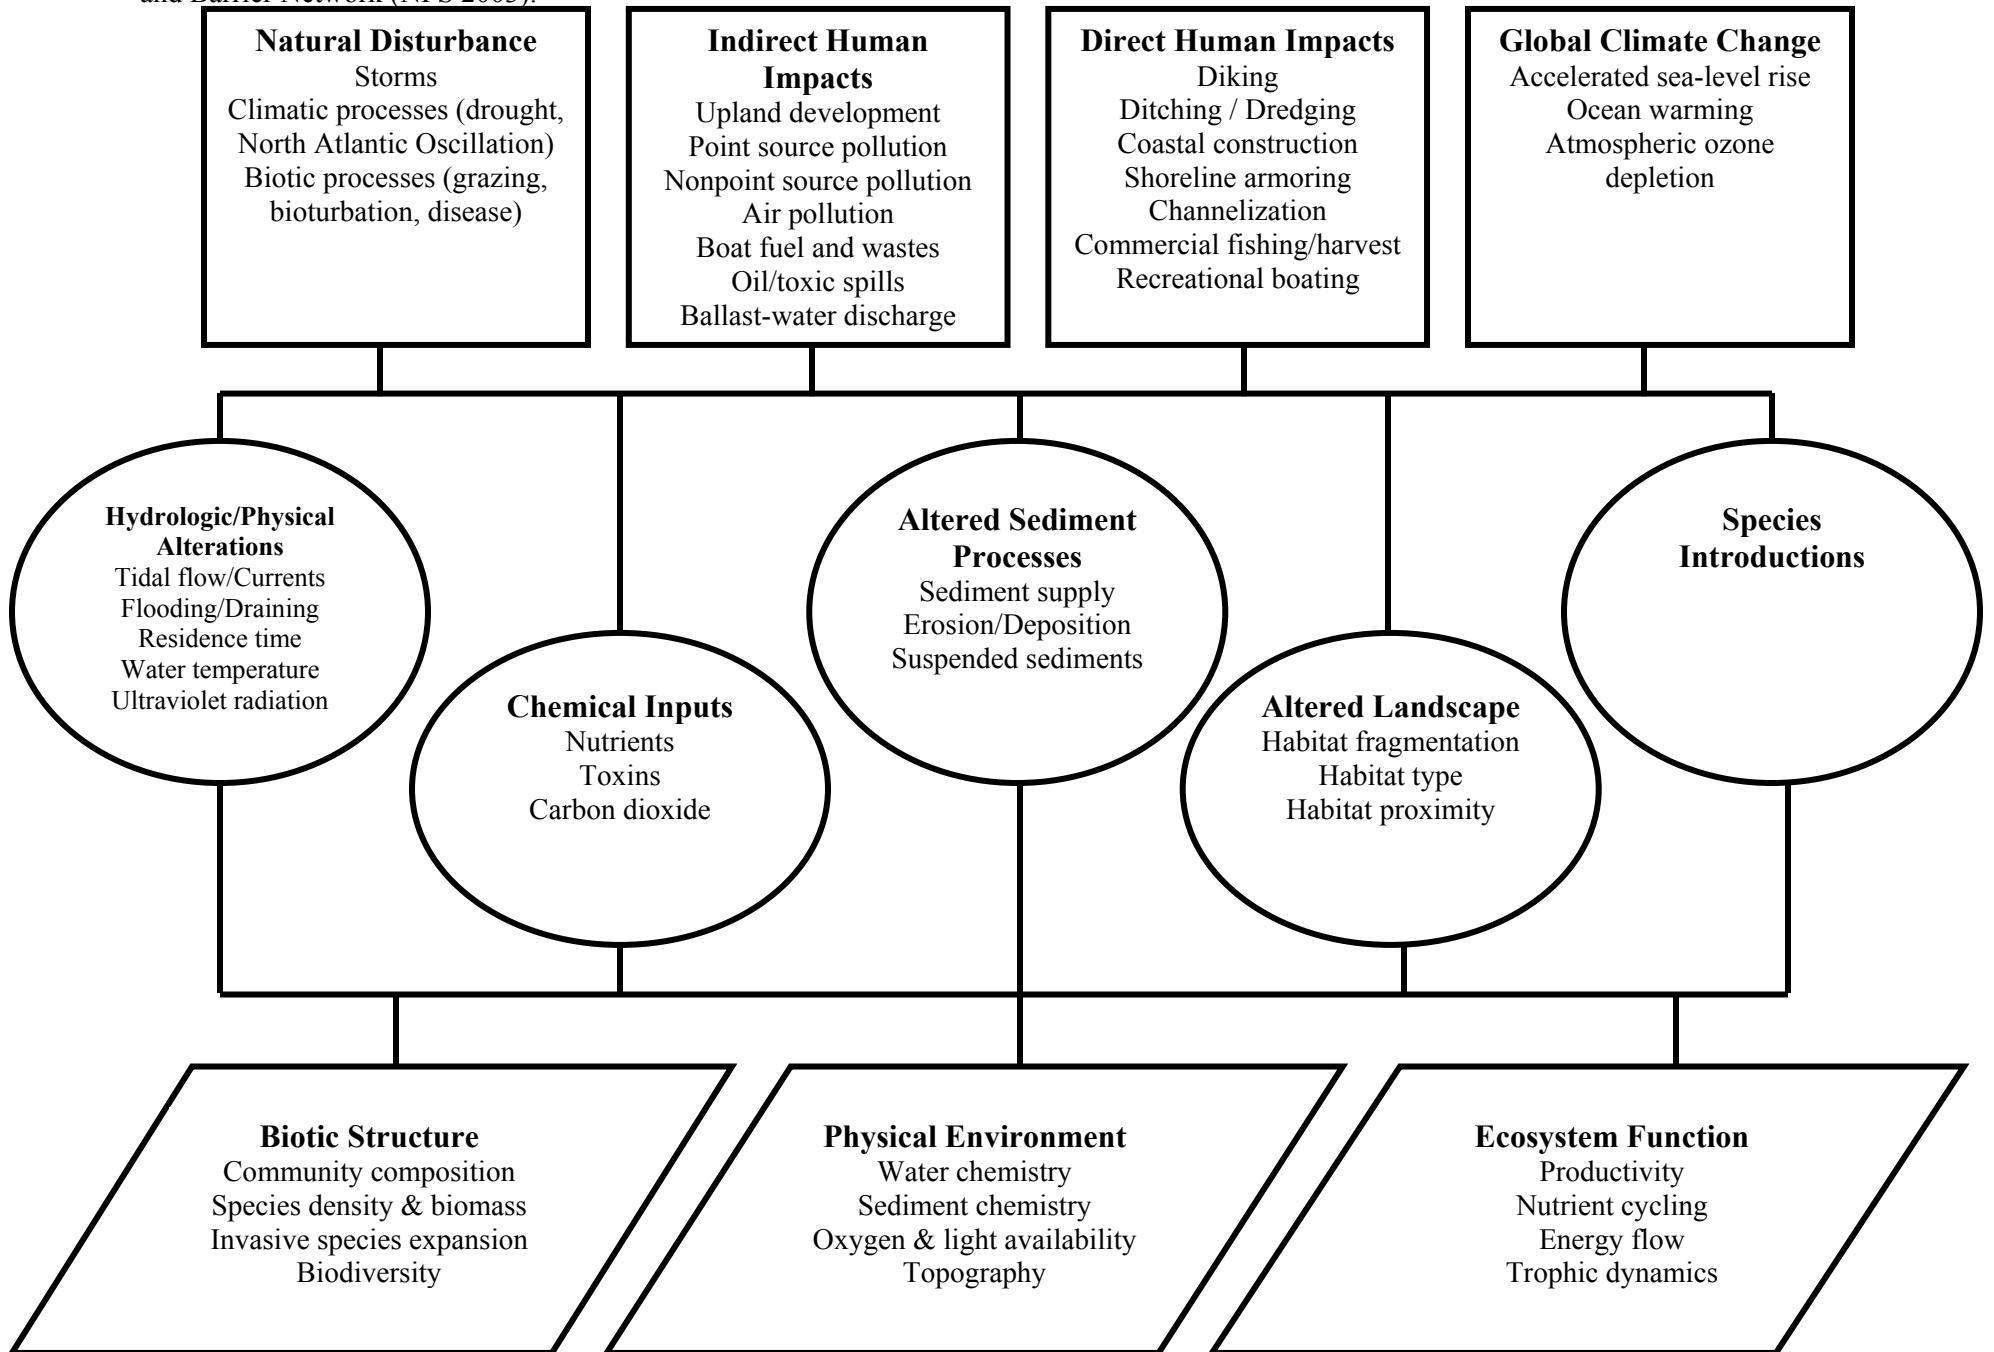 and Barrier Network (NPS 2003).
Natural Disturbance
Storms
Climatic processes (drought,
North Atlantic Oscillation)
Biotic processes (grazing,
bioturbation, disease)
Indirect Human
Impacts
Upland development
Point source pollution
Nonpoint source pollution
Air pollution
Boat fuel and wastes
Oil/toxic spills
Ballast-water discharge
Direct Human Impacts
Diking
Ditching / Dredging
Coastal construction
Shoreline armoring
Channelization
Commercial fishing/harvest
Recreational boating
Global Climate Change
Accelerated sea-level rise
Ocean warming
Atmospheric ozone
depletion
Hydrologic/Physical
Alterations
Tidal flow/Currents
Flooding/Draining
Residence time
Water temperature
Ultraviolet radiation
Chemical Inputs
Nutrients
Toxins
Carbon dioxide
Altered Sediment
Processes
Sediment supply
Erosion/Deposition
Suspended sediments
Altered Landscape
Habitat fragmentation
Habitat type
Habitat proximity
Species
Introductions
Biotic Structure
Community composition
Species density & biomass
Invasive species expansion
Biodiversity
Physical Environment
Water chemistry
Sediment chemistry
Oxygen & light availability
Topography
Ecosystem Function
Productivity
Nutrient cycling
Energy flow
Trophic dynamics